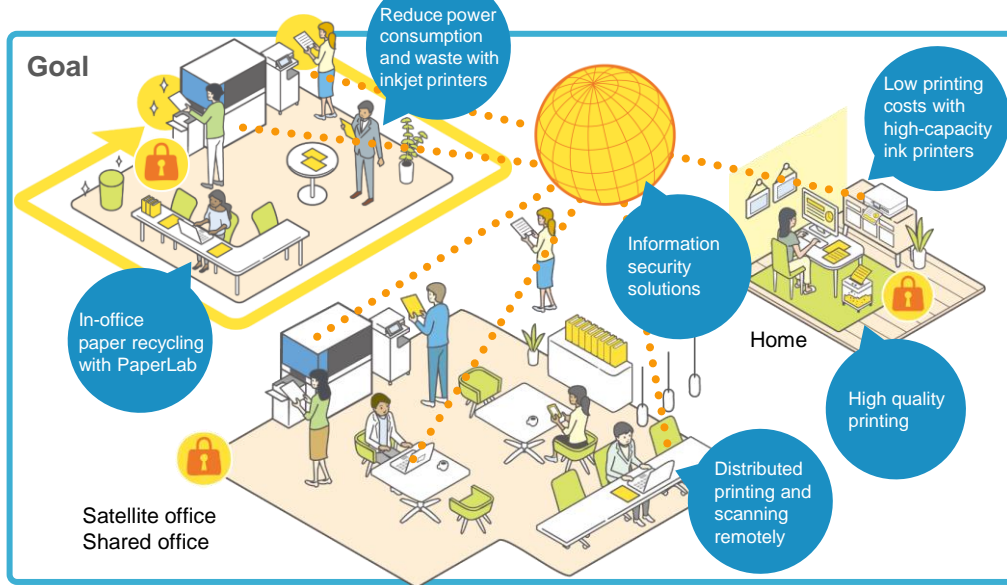 Goal
Reduce power
consumption
and waste with
inkjet printers
Low printing
costs with
high-capacity
ink printers
Information
security
solutions
In-office
paper recycling
with PaperLab
Home
High quality
printing
Distributed
printing and
scanning
remotely
Satellite office
Shared office